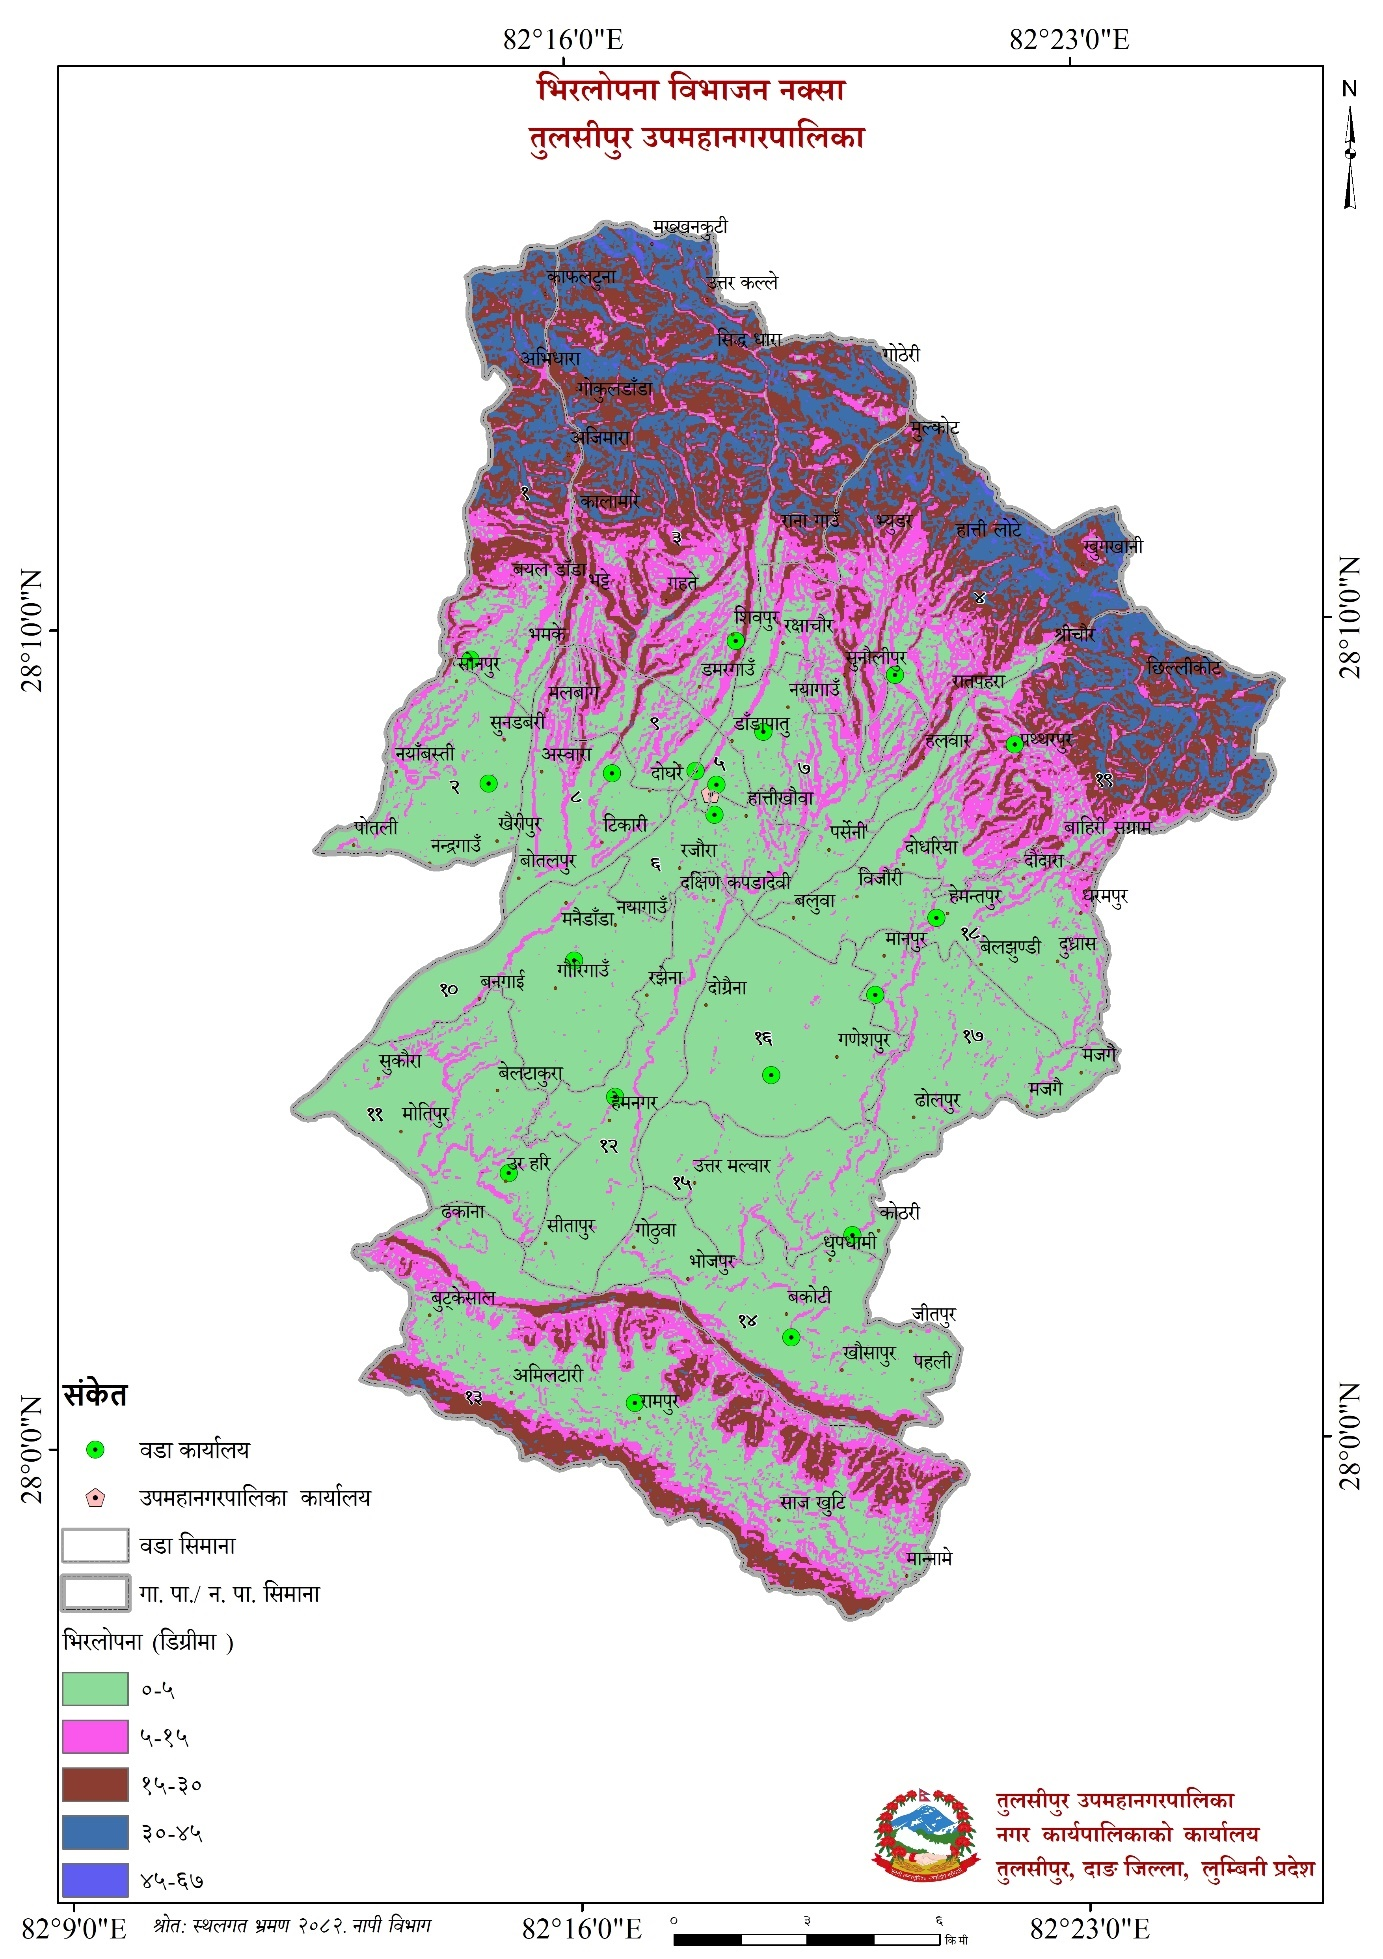 82°16'0"E 82°23'0"E
भिरलोपना विभाजन नक्सा
तुलसीपुर उपमहानगरपालिका
N
मख्खनकुटी
काफलटुना
उत्तर कल्ले
सिद्ध धारा
गोठेरी
अभिधारा
गोकुलडाँडा
मुल्कोट
अजिमारा
१
कालामारे
राना गाउँ
भ्युडर
हात्ती लोटे
३
खुगखानी
बयल डाँडा
भट्टे
गहते
४
28°10'0"N
28°10'0"N
शिवपुर
रक्षाचौर
भमके
श्रीचौर
सानपुर
सुनौलीपुर
छिल्लीकोट
डमरगाउँ
मलबाग
नयागाउँ
रातपहरा
सुनडबरी
९
डाँडापातु
हलवार
पथ्थरपुर
नयाँबस्ती
अस्वारा
दोघरे
५
७
१९
२
८
हात्तीखौवा
पोतली
खैरीपुर
टिकारी
पर्सेनी
बाहिरी सग्राम
नन्द्रगाउँ
रजौरा
दोधरिया
बोतलपुर
६
दौदारा
दक्षिण कपडादेवी
विजौरी
बलुवा
हेमन्तपुर
धरमपुर
मनैडाँडा
नयागाउँ
मानपुर
१८
बेलझुण्डी
दुध्रास
गौरिगाउँ
बनगाई
रझेना
दोग्रैना
१०
१६
गणेशपुर
१७
सुकौरा
मजगै
बेलटाकुरा
मजगै
हेमनगर
ढोलपुर
११
मोतिपुर
१२
उर हरि
उत्तर मल्वार
१५
ढकाना
कोठरी
सीतापुर
गोठुवा
धुपधामी
भोजपुर
बुट्केसाल
बकोटी
१४
जीतपुर
खौसापुर
पहली
अमिलटारी
१३
रामपुर
28°0'0"N
28°0'0"N
साज खुटि
मान्नामे
संकेत
वडा कार्यालय
उपमहानगरपालिका कार्यालय
वडा सिमाना
गा. पा./ न. पा. सिमाना
भिरलोपना (डिग्रीमा )
०-५
५-१५
१५-३०
३०-४५
४५-६७
तुलसीपुर उपमहानगरपालिका
नगर कार्यपालिकाको कार्यालय
तुलसीपुर, दाङ जिल्ला, लुम्बिनी प्रदेश
82°9'0"E 82°16'0"E 82°23'0"E
श्रोत: स्थलगत भ्रमण २०८२. नापी विभाग
० ३ ६
कि मी